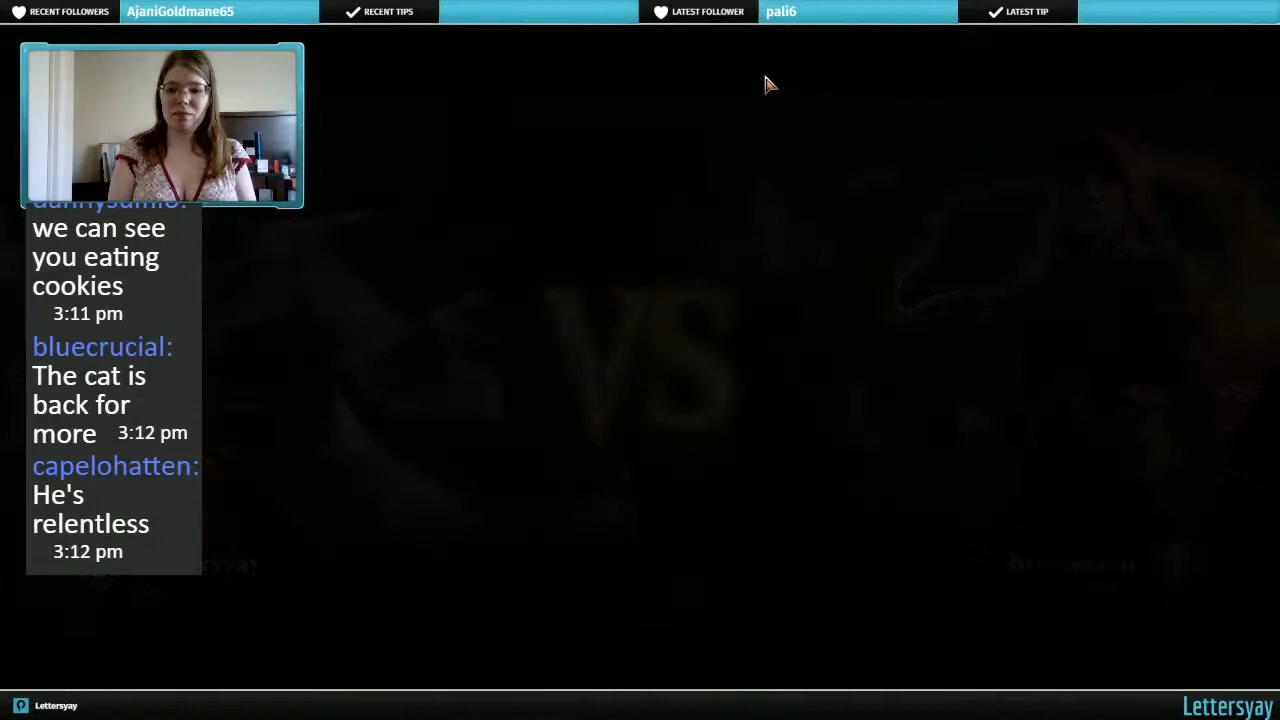 RECENT FOLLOWERS AjaniGoldmane65 RECENT TIPS LATEST FOLLOWER pali6 LATEST TIP
we can see
you eating
cookies
3:11 pm
bluecrucial:
The cat is
back for
more 3:12 pm
capelohatten:
He's
relentless
3:12 pm
VS
Lettersyay
Lettersyay